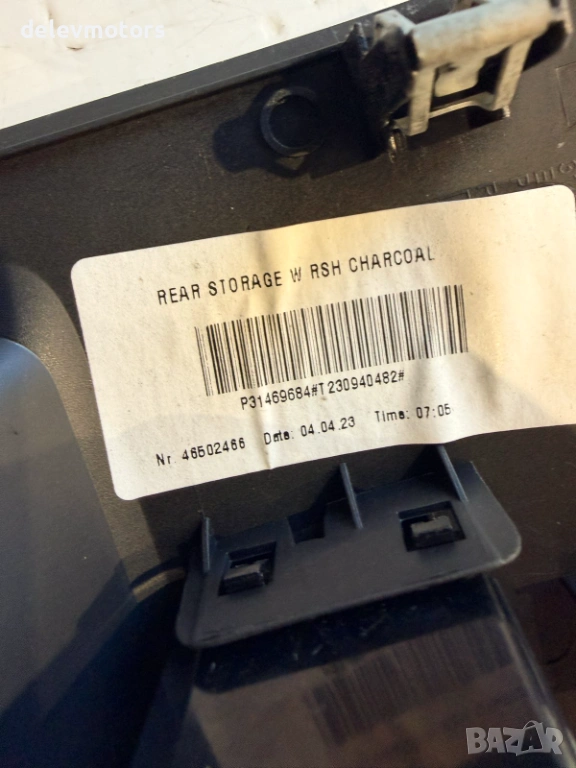 delevmotors
REAR STORAGE W RSH CHARCOAL
P31469684#T230940482#
Nr. 46502466 Date: 04.04.23 Time: 07:05
BAZAR